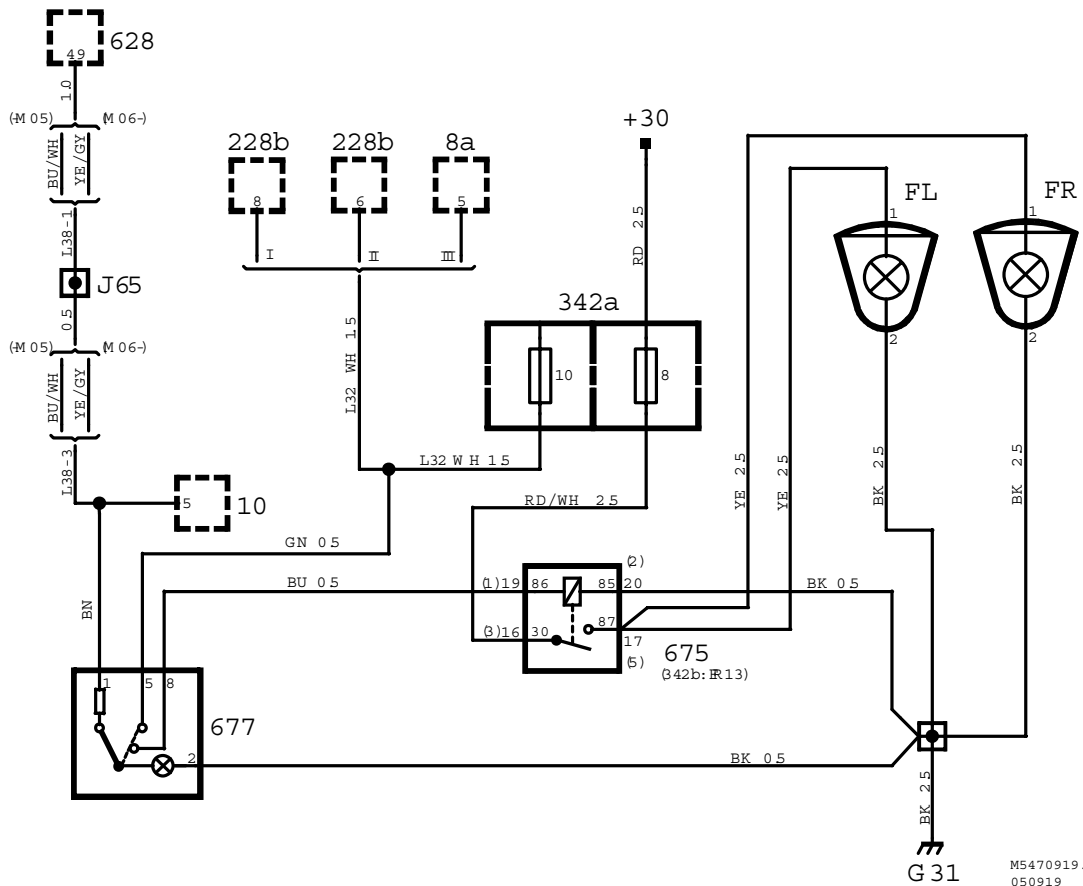 628
49
1.0
(-M05) (M06-)
BU/WH
YE/GY
L38-1
J65
0.5
(-M05) (M06-)
BU/WH
YE/GY
L38-3
5
10
BN
228b 228b 8a
8 6 5
I II III
L32 WH 1.5
L32 WH 1.5
342a
10 8
+30
RD 2.5
RD/WH 2.5
GN 0.5
BU 0.5
(1) 19 86 85 20 (2)
(3) 16 30 87 17 (5)
675
(342b:FR13)
BK 0.5
YE 2.5
YE 2.5
FL
1
2
FR
1
2
BK 2.5
BK 2.5
1 5 8
677
2
BK 0.5
BK 2.5
G31
M5470919.
050919